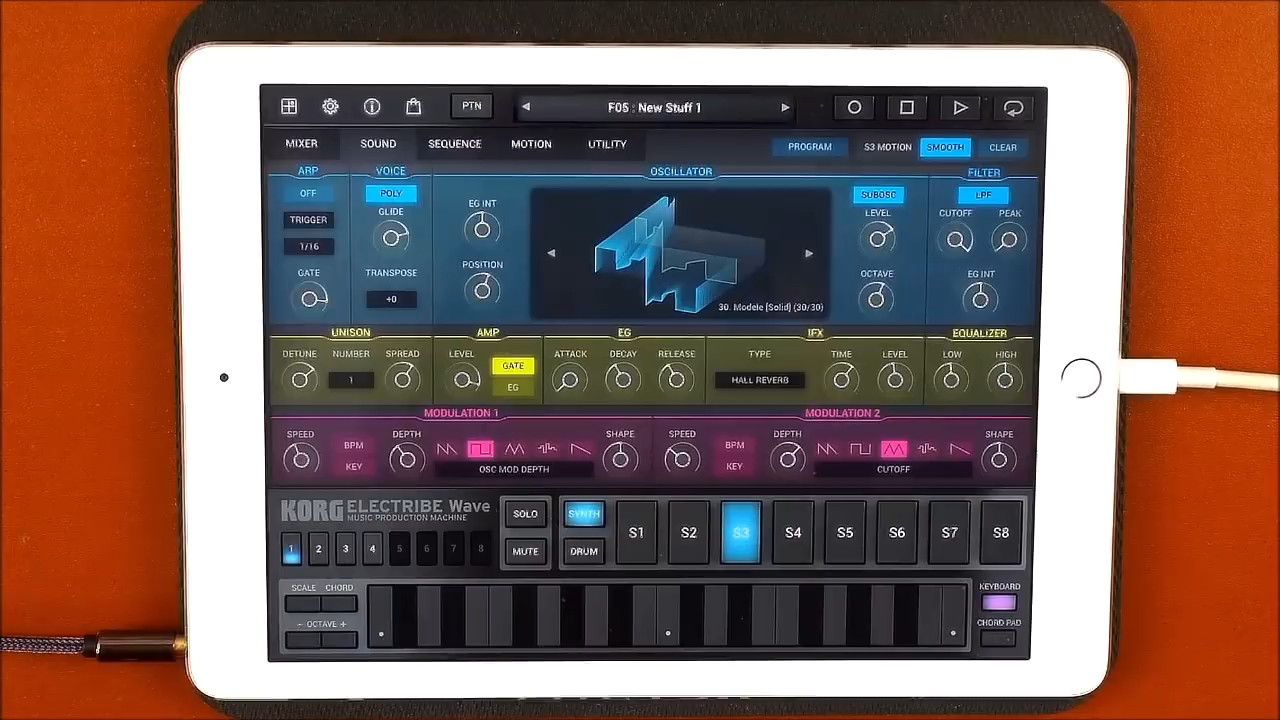 PTN
F05 : New Stuff 1
MIXER SOUND SEQUENCE MOTION UTILITY PROGRAM S3 MOTION SMOOTH CLEAR
ARP VOICE OSCILLATOR FILTER
OFF POLY SUBOSC LPF
TRIGGER GLIDE EG INT LEVEL CUTOFF PEAK
1/16
GATE TRANSPOSE POSITION OCTAVE EG INT
+0
30. Modele [Solid] (30/30)
UNISON AMP EG IFX EQUALIZER
DETUNE NUMBER SPREAD LEVEL GATE ATTACK DECAY RELEASE TYPE TIME LEVEL LOW HIGH
1 EG HALL REVERB
MODULATION 1 MODULATION 2
SPEED BPM DEPTH SHAPE SPEED BPM DEPTH SHAPE
KEY OSC MOD DEPTH KEY CUTOFF
KORG ELECTRIBE Wave
MUSIC PRODUCTION MACHINE
SOLO SYNTH S1 S2 S3 S4 S5 S6 S7 S8
1 2 3 4 5 6 7 8 MUTE DRUM
SCALE CHORD KEYBOARD
- OCTAVE + CHORD PAD